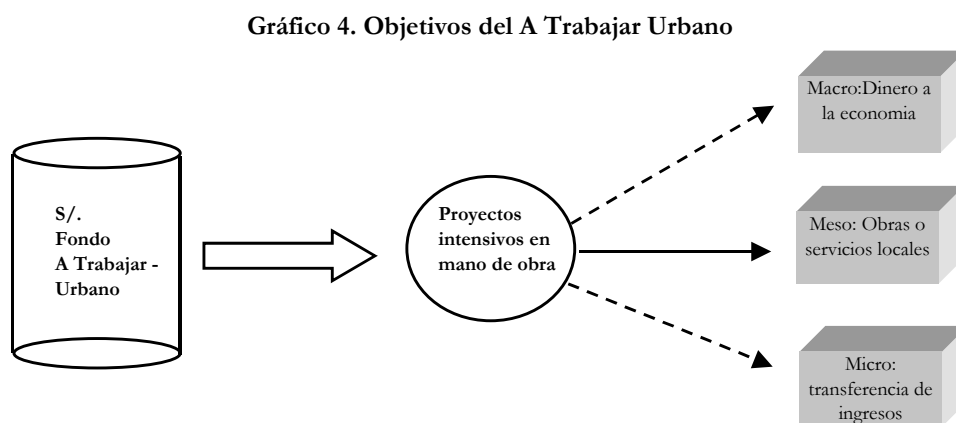 Gráfico 4. Objetivos del A Trabajar Urbano
S/.
Fondo
A Trabajar -
Urbano
Proyectos
intensivos en
mano de obra
Macro:Dinero a
la economia
Meso: Obras o
servicios locales
Micro:
transferencia de
ingresos